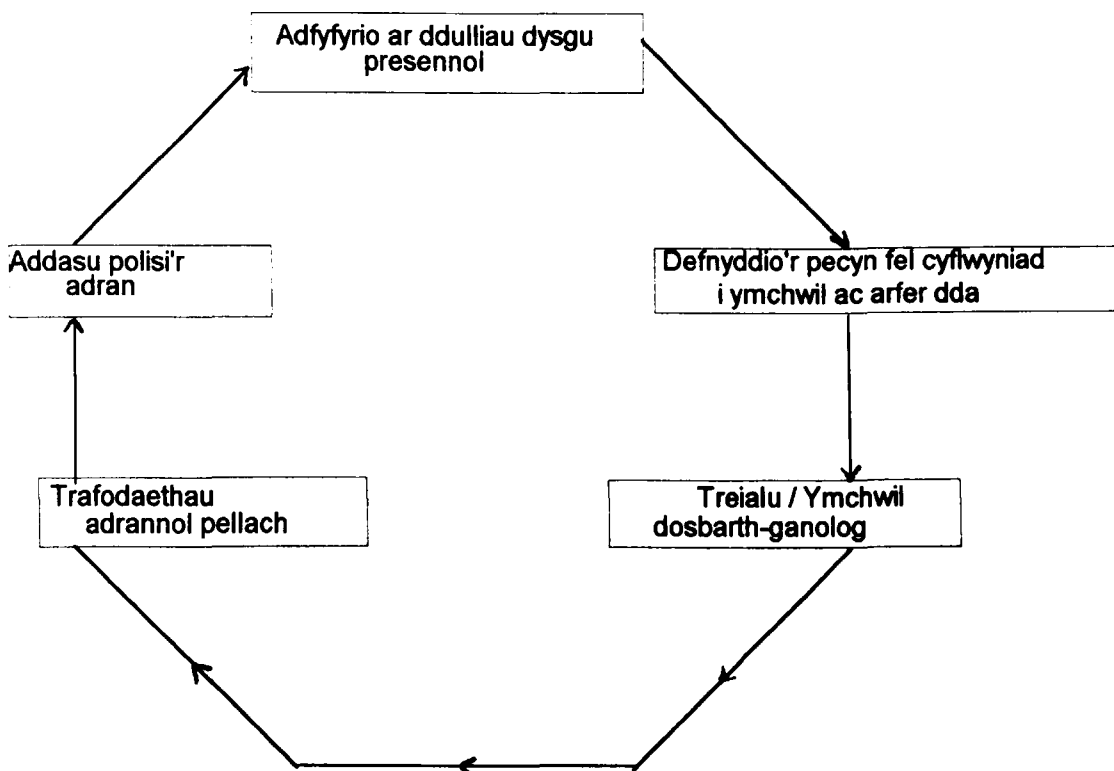 Adfyfyrio ar ddulliau dysgu
presennol
Addasu polisi'r
adran
Defnyddio'r pecyn fel cyflwyniad
i ymchwil ac arfer dda
Trafodaethau
adrannol pellach
Treialu / Ymchwil
dosbarth-ganolog